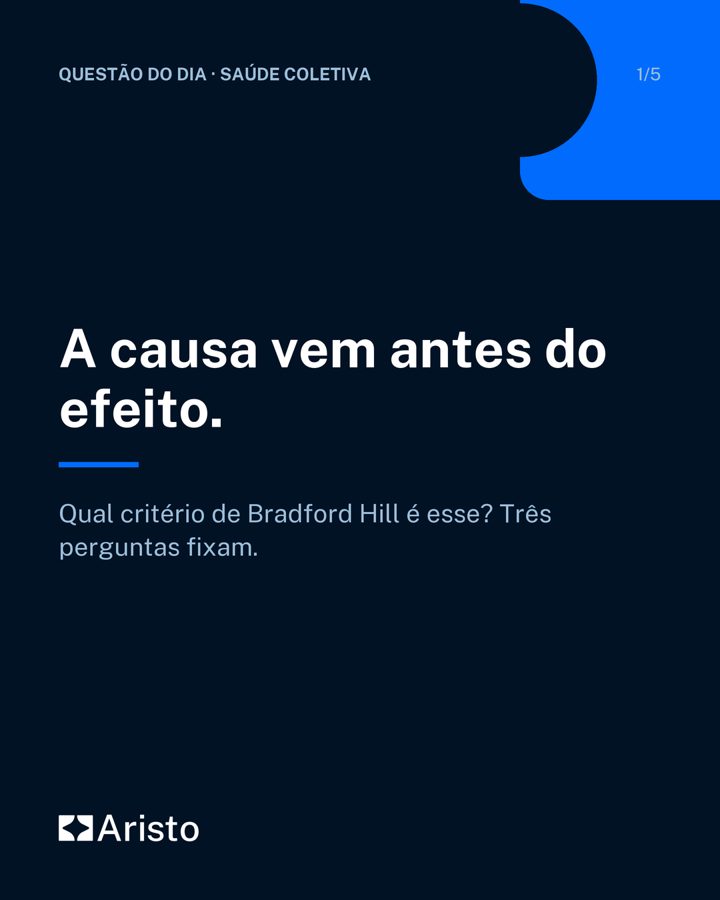 QUESTÃO DO DIA · SAÚDE COLETIVA
1/5
A causa vem antes do
efeito.
Qual critério de Bradford Hill é esse? Três
perguntas fixam.
Aristo